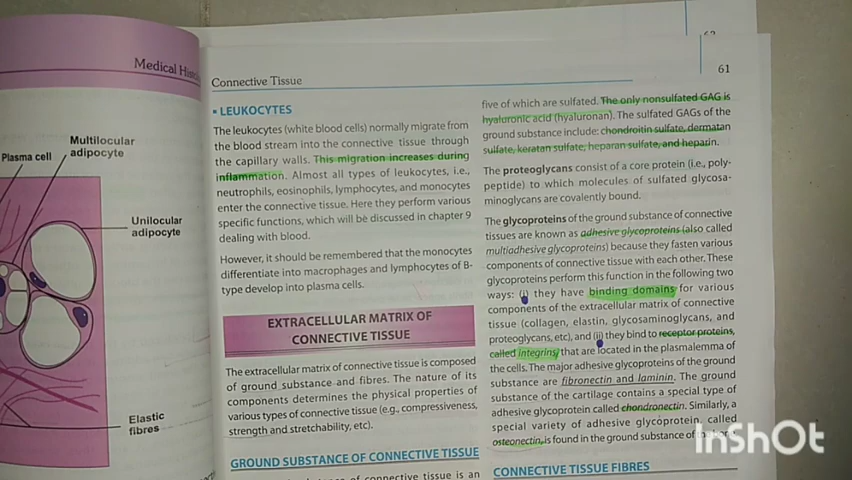 Medical Hist
Multilocular
adipocyte
Plasma cell
Unilocular
adipocyte
Elastic
fibres
Connective Tissue
▪ LEUKOCYTES
The leukocytes (white blood cells) normally migrate from
the blood stream into the connective tissue through
the capillary walls. This migration increases during
inflammation. Almost all types of leukocytes, i.e.,
neutrophils, eosinophils, lymphocytes, and monocytes
enter the connective tissue. Here they perform various
specific functions, which will be discussed in chapter 9
dealing with blood.
However, it should be remembered that the monocytes
differentiate into macrophages and lymphocytes of B-
type develop into plasma cells.
EXTRACELLULAR MATRIX OF
CONNECTIVE TISSUE
The extracellular matrix of connective tissue is composed
of ground substance and fibres. The nature of its
components determines the physical properties of
various types of connective tissue (e.g., compressiveness,
strength and stretchability, etc).
GROUND SUBSTANCE OF CONNECTIVE TISSUE
of connective tissue is an
61
five of which are sulfated. The only nonsulfated GAG is
hyaluronic acid (hyaluronan). The sulfated GAGs of the
ground substance include: chondroitin sulfate, dermatan
sulfate, keratan sulfate, heparan sulfate, and heparin.
The proteoglycans consist of a core protein (i.e., poly-
peptide) to which molecules of sulfated glycosa-
minoglycans are covalently bound.
The glycoproteins of the ground substance of connective
tissues are known as adhesive glycoproteins (also called
multiadhesive glycoproteins) because they fasten various
components of connective tissue with each other. These
glycoproteins perform this function in the following two
ways: (i) they have binding domains for various
components of the extracellular matrix of connective
tissue (collagen, elastin, glycosaminoglycans, and
proteoglycans, etc), and (ii) they bind to receptor proteins,
called integrins, that are located in the plasmalemma of
the cells. The major adhesive glycoproteins of the ground
substance are fibronectin and laminin. The ground
substance of the cartilage contains a special type of
adhesive glycoprotein called chondronectin. Similarly, a
special variety of adhesive glycoprotein, called
osteonectin, is found in the ground substance of
CONNECTIVE TISSUE FIBRES
InShOt